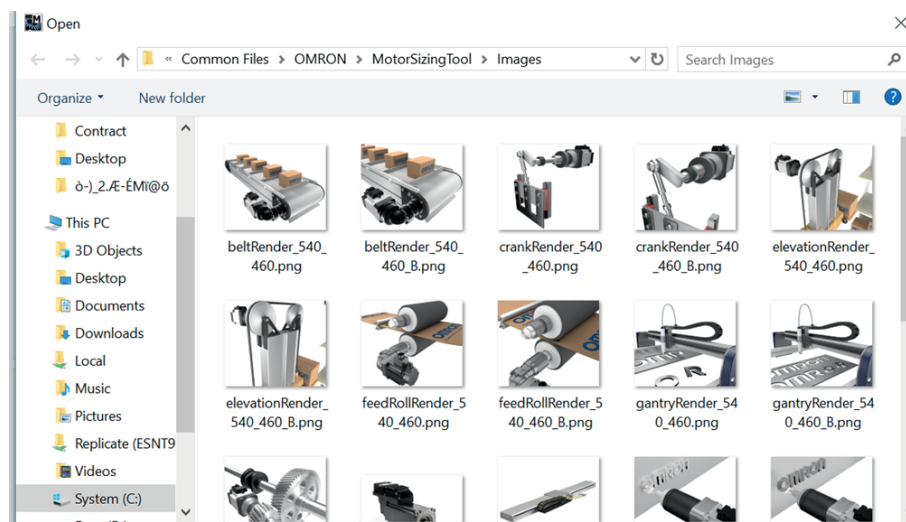 Open
« Common Files > OMRON > MotorSizingTool > Images
Search Images
Organize
New folder
Contract
Desktop
ò-)_2.Æ-ÉMï@ö
This PC
3D Objects
Desktop
Documents
Downloads
Local
Music
Pictures
Replicate (ESNT9
Videos
System (C:)
beltRender_540_
460.png
beltRender_540_
460_B.png
crankRender_540
_460.png
crankRender_540
_460_B.png
elevationRender_
540_460.png
elevationRender_
540_460_B.png
feedRollRender_5
40_460.png
feedRollRender_5
40_460_B.png
gantryRender_54
0_460.png
gantryRender_54
0_460_B.png